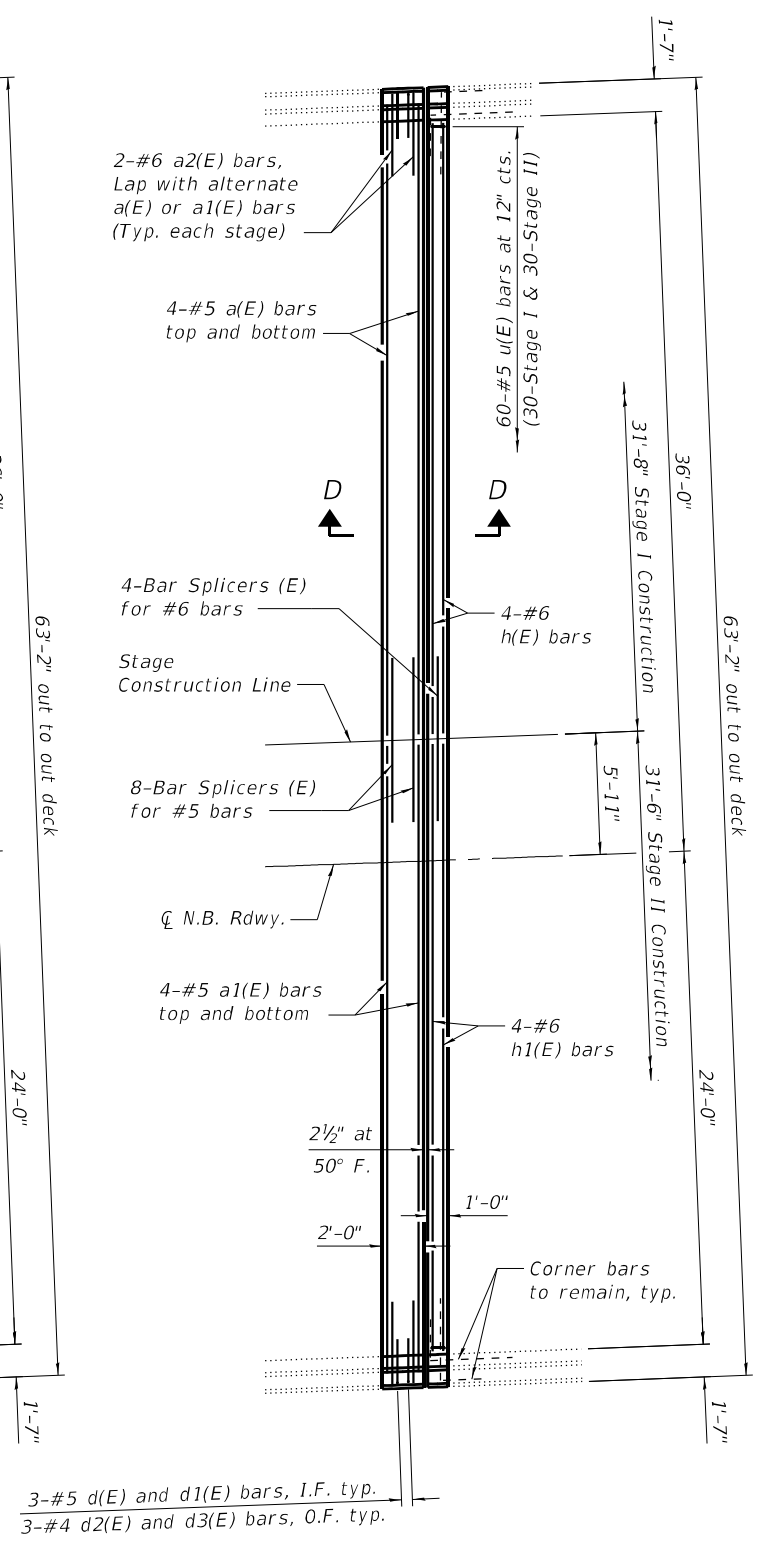 1'-7"
2-#6 a2(E) bars,
Lap with alternate
a(E) or a1(E) bars
(Typ. each stage)
4-#5 a(E) bars
top and bottom
60-#5 u(E) bars at 12" cts.
(30-Stage I & 30-Stage II)
D
D
31'-8" Stage I Construction
36'-0"
4-Bar Splicers (E)
for #6 bars
4-#6
h(E) bars
63'-2" out to out deck
63'-2" out to out deck
Stage
Construction Line
8-Bar Splicers (E)
for #5 bars
5'-11"
31'-6" Stage II Construction
℄ N.B. Rdwy.
4-#5 a1(E) bars
top and bottom
4-#6
h1(E) bars
24'-0"
24'-0"
2½" at
50° F.
1'-0"
2'-0"
Corner bars
to remain, typ.
1'-7"
1'-7"
3-#5 d(E) and d1(E) bars, I.F. typ.
3-#4 d2(E) and d3(E) bars, O.F. typ.